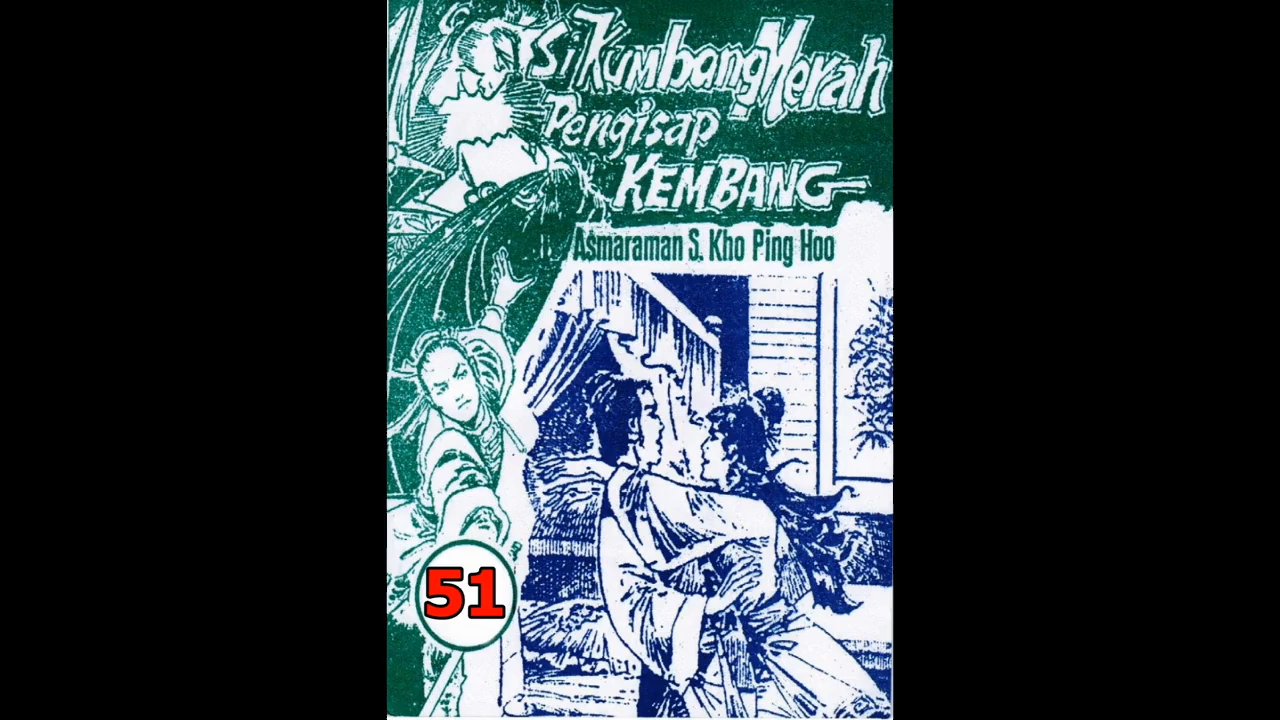 Si Kumbang Merah
Pengisap
KEMBANG
Asmaraman S. Kho Ping Hoo
51